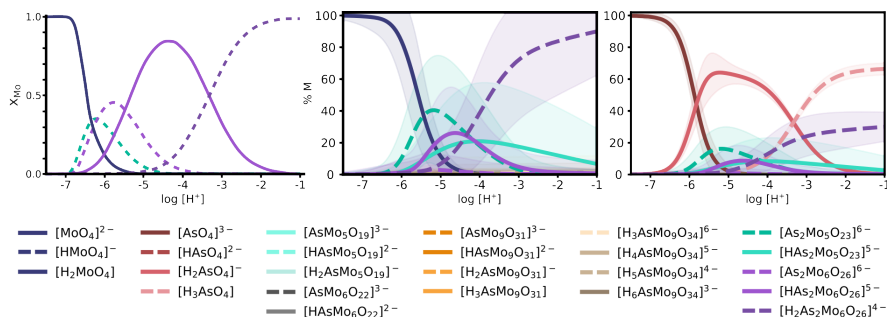 1.0
0.5
0.0
X_Mo
-7 -6 -5 -4 -3 -2 -1
log [H⁺]
100
80
60
40
20
0
% M
-7 -6 -5 -4 -3 -2 -1
log [H⁺]
100
80
60
40
20
0
-7 -6 -5 -4 -3 -2 -1
log [H⁺]
[MoO₄]²⁻
[HMoO₄]⁻
[H₂MoO₄]
[AsO₄]³⁻
[HAsO₄]²⁻
[H₂AsO₄]⁻
[H₃AsO₄]
[AsMo₅O₁₉]³⁻
[HAsMo₅O₁₉]²⁻
[H₂AsMo₅O₁₉]⁻
[AsMo₆O₂₂]³⁻
[HAsMo₆O₂₂]²⁻
[AsMo₉O₃₁]³⁻
[HAsMo₉O₃₁]²⁻
[H₂AsMo₉O₃₁]⁻
[H₃AsMo₉O₃₁]
[H₃AsMo₉O₃₄]⁶⁻
[H₄AsMo₉O₃₄]⁵⁻
[H₅AsMo₉O₃₄]⁴⁻
[H₆AsMo₉O₃₄]³⁻
[As₂Mo₅O₂₃]⁶⁻
[HAs₂Mo₅O₂₃]⁵⁻
[As₂Mo₆O₂₆]⁶⁻
[HAs₂Mo₆O₂₆]⁵⁻
[H₂As₂Mo₆O₂₆]⁴⁻